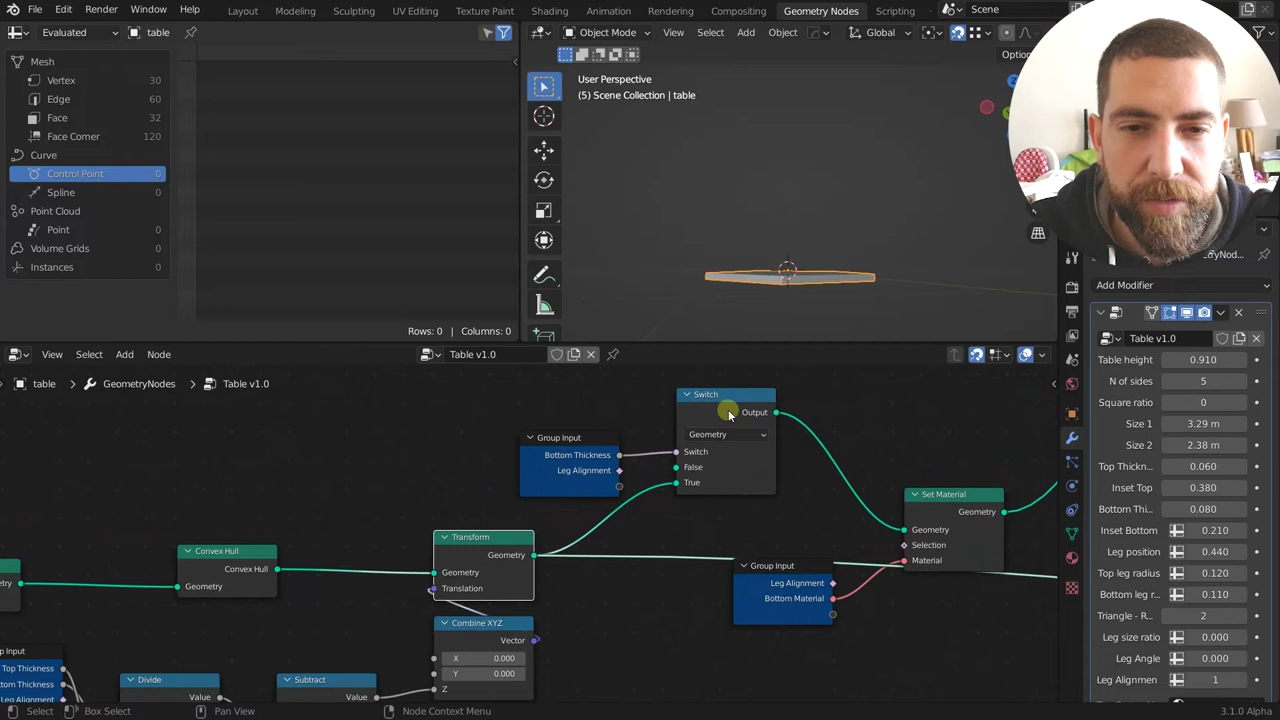 File Edit Render Window Help Layout Modeling Sculpting UV Editing Texture Paint Shading Animation Rendering Compositing Geometry Nodes Scripting Scene
Evaluated table
Mesh
Vertex 30
Edge 60
Face 32
Face Corner 120
Curve
Control Point 0
Spline 0
Point Cloud
Point 0
Volume Grids 0
Instances 0
Rows: 0 | Columns: 0
Object Mode View Select Add Object Global
Optio
User Perspective
(5) Scene Collection | table
View Select Add Node Table v1.0
table > GeometryNodes > Table v1.0
Switch
Output
Geometry
Switch
False
True
Group Input
Bottom Thickness
Leg Alignment
Set Material
Geometry
Geometry
Selection
Material
Transform
Geometry
Geometry
Translation
Convex Hull
Convex Hull
Geometry
Group Input
Leg Alignment
Bottom Material
Combine XYZ
Vector
X 0.000
Y 0.000
Z
Divide
Value
Subtract
Value
Add Modifier
Table v1.0
Table height 0.910
N of sides 5
Square ratio 0
Size 1 3.29 m
Size 2 2.38 m
Top Thickn... 0.060
Inset Top 0.380
Bottom Thi... 0.080
Inset Bottom 0.210
Leg position 0.440
Top leg radius 0.120
Bottom leg r... 0.110
Triangle - R... 2
Leg size ratio 0.000
Leg Angle 0.000
Leg Alignmen 1
Select Box Select Pan View Node Context Menu 3.1.0 Alpha